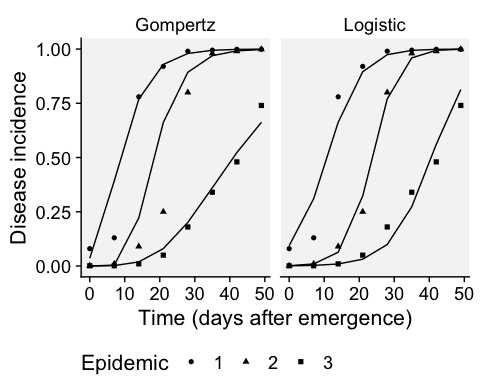 Gompertz Logistic
1.00
0.75
0.50
0.25
0.00
Disease incidence
0 10 20 30 40 50 0 10 20 30 40 50
Time (days after emergence)
Epidemic 1 2 3